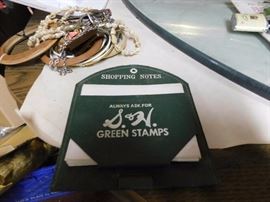 SHOPPING NOTES
ALWAYS ASK FOR
S.&H.
GREEN STAMPS